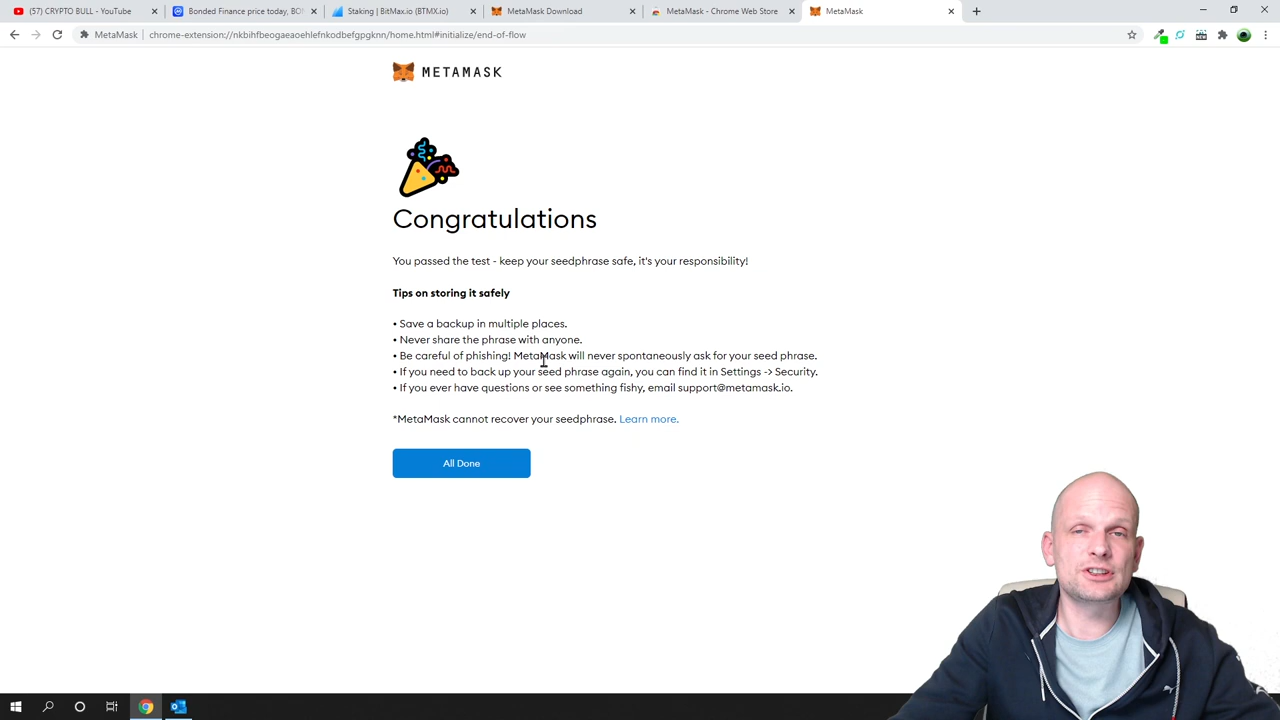 (57) CRYPTO BULL - YouTube
Bonded Finance price today, BO
Staking | BitMax.io (BTMX.io)
MetaMask Download
MetaMask - Chrome Web Store
MetaMask
MetaMask
chrome-extension://nkbihfbeogaeaoehlefnkodbefgpgknn/home.html#initialize/end-of-flow
METAMASK
Congratulations
You passed the test - keep your seedphrase safe, it's your responsibility!
Tips on storing it safely
• Save a backup in multiple places.
• Never share the phrase with anyone.
• Be careful of phishing! MetaMask will never spontaneously ask for your seed phrase.
• If you need to back up your seed phrase again, you can find it in Settings -> Security.
• If you ever have questions or see something fishy, email support@metamask.io.
*MetaMask cannot recover your seedphrase. Learn more.
All Done